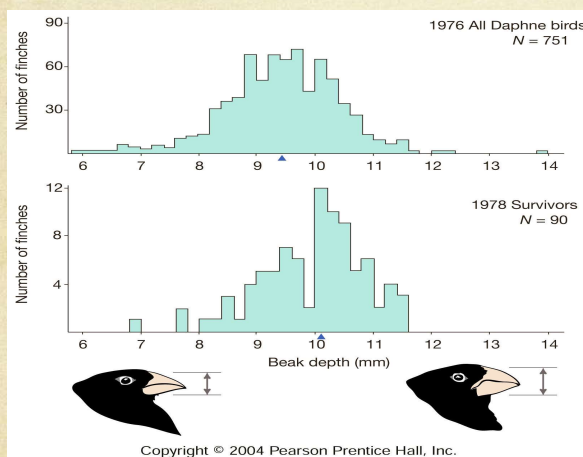 Number of finches
90
60
30
1976 All Daphne birds
N = 751
6 7 8 9 10 11 12 13 14
Number of finches
12
8
4
1978 Survivors
N = 90
6 7 8 9 10 11 12 13 14
Beak depth (mm)
Copyright © 2004 Pearson Prentice Hall, Inc.